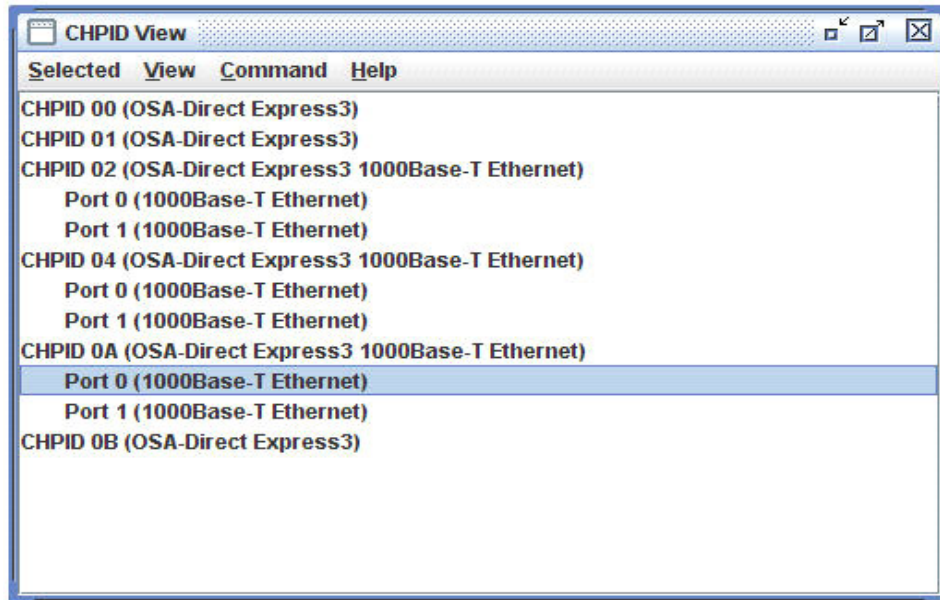 CHPID View
Selected View Command Help
CHPID 00 (OSA-Direct Express3)
CHPID 01 (OSA-Direct Express3)
CHPID 02 (OSA-Direct Express3 1000Base-T Ethernet)
Port 0 (1000Base-T Ethernet)
Port 1 (1000Base-T Ethernet)
CHPID 04 (OSA-Direct Express3 1000Base-T Ethernet)
Port 0 (1000Base-T Ethernet)
Port 1 (1000Base-T Ethernet)
CHPID 0A (OSA-Direct Express3 1000Base-T Ethernet)
Port 0 (1000Base-T Ethernet)
Port 1 (1000Base-T Ethernet)
CHPID 0B (OSA-Direct Express3)